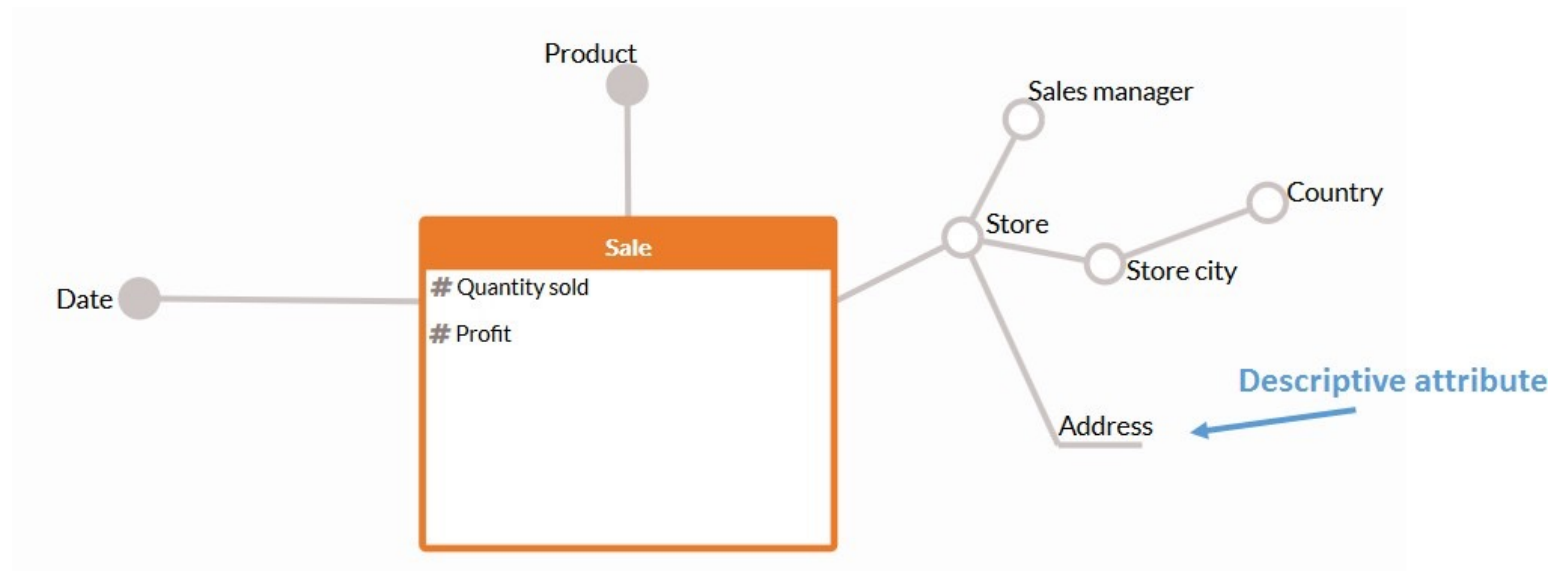 Product
Sales manager
Country
Store
Sale
Store city
# Quantity sold
Date
# Profit
Descriptive attribute
Address